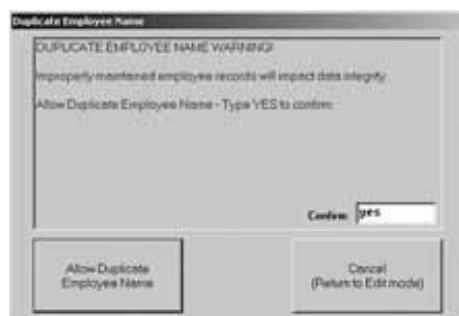 Duplicate Employee Name
DUPLICATE EMPLOYEE NAME WARNING!
Improperly maintained employee records will impact data integrity.
Allow Duplicate Employee Name - Type YES to confirm:
Confirm: yes
Allow Duplicate
Employee Name
Cancel
(Return to Edit mode)